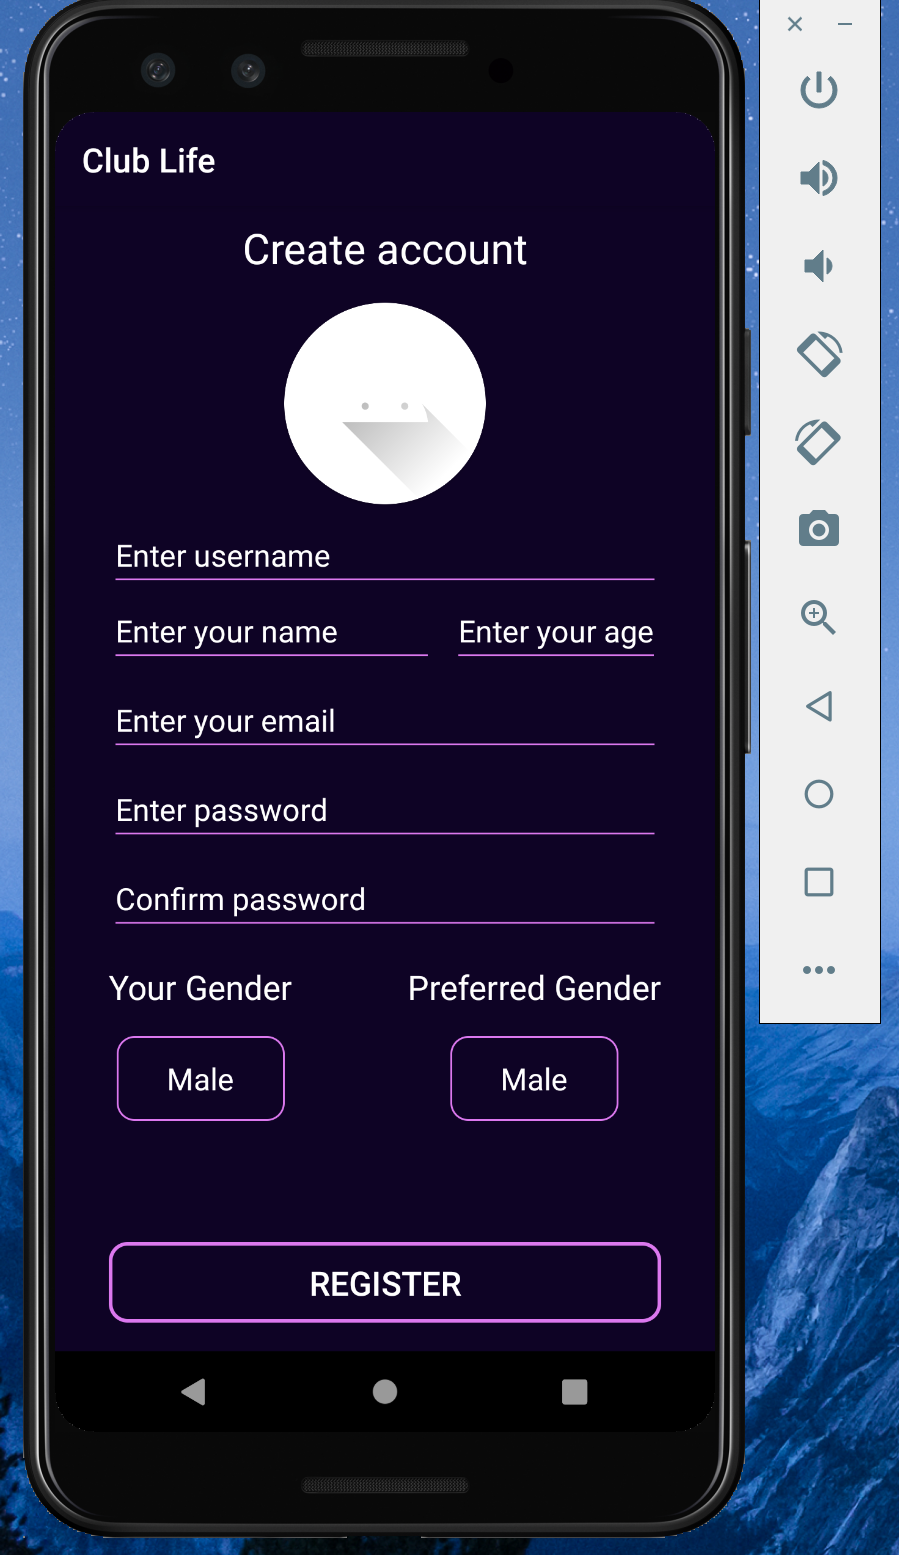 Club Life
Create account
Enter username
Enter your name Enter your age
Enter your email
Enter password
Confirm password
Your Gender Preferred Gender
Male Male
REGISTER